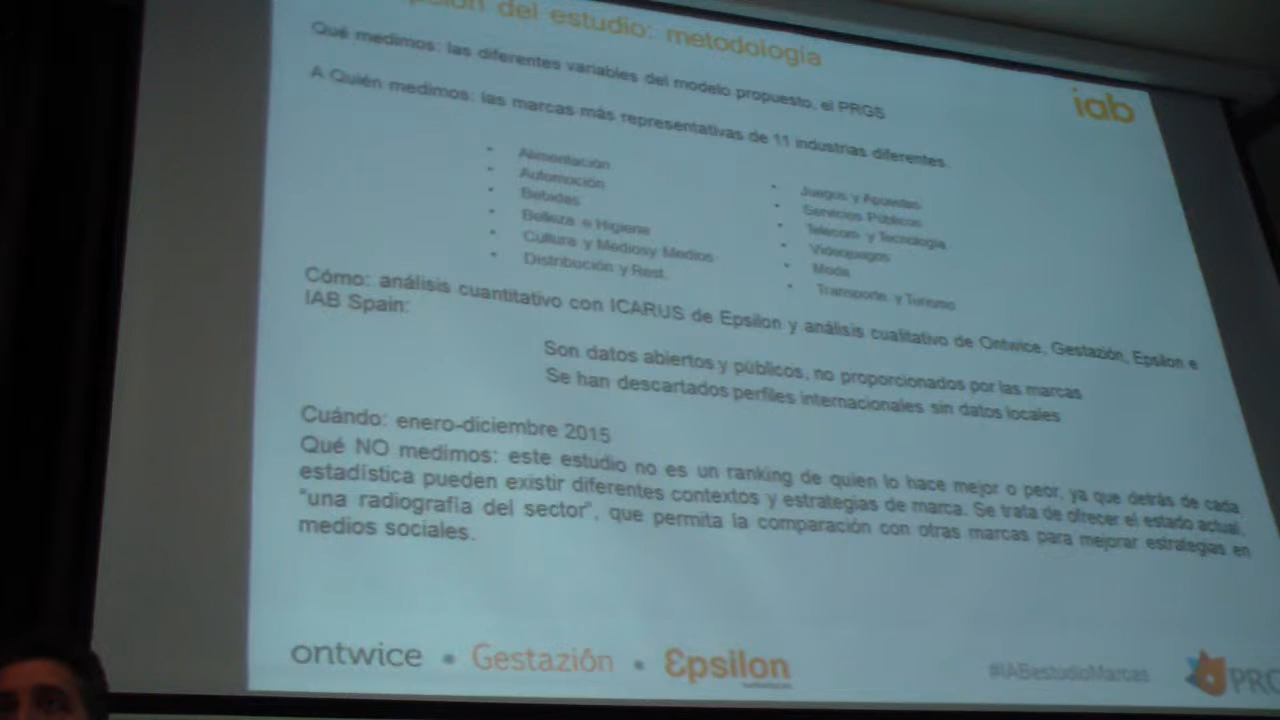 del estudio: metodología
iab
Qué medimos: las diferentes variables del modelo propuesto, el PRGS
A Quién medimos: las marcas más representativas de 11 industrias diferentes.
• Alimentación
• Automoción
• Bebidas
• Belleza e Higiene
• Cultura y Mediosy Medios
• Distribución y Rest.
• Juegos y Apuestas
• Servicios Públicos
• Telecom. y Tecnología
• Videojuegos
• Moda
• Transporte y Turismo
Cómo: análisis cuantitativo con ICARUS de Epsilon y análisis cualitativo de Ontwice, Gestazión, Epsilon e
IAB Spain:
Son datos abiertos y públicos, no proporcionados por las marcas
Se han descartados perfiles internacionales sin datos locales
Cuándo: enero-diciembre 2015
Qué NO medimos: este estudio no es un ranking de quien lo hace mejor o peor, ya que detrás de cada
estadística pueden existir diferentes contextos y estrategias de marca. Se trata de ofrecer el estado actual,
"una radiografía del sector", que permita la comparación con otras marcas para mejorar estrategias en
medios sociales.
ontwice • Gestazión • Epsilon
#IABestudioMarcas